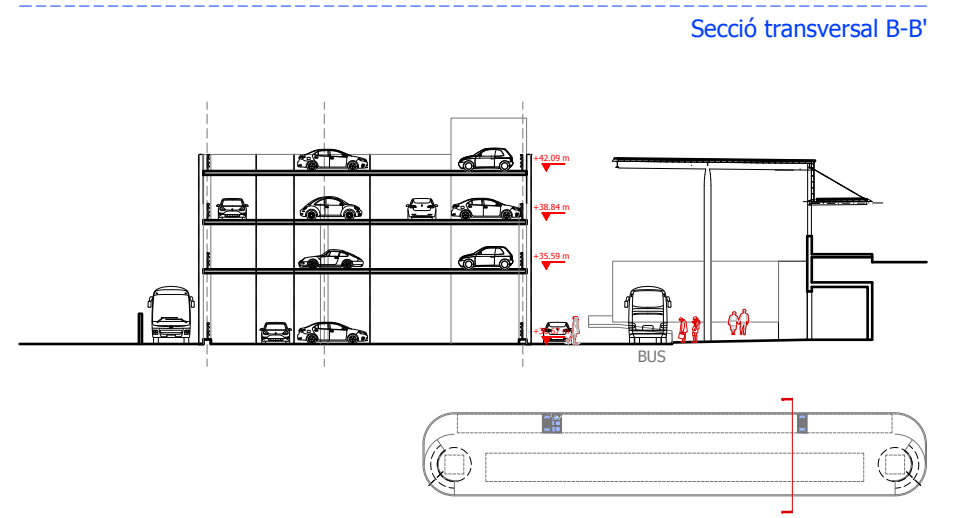 Secció transversal B-B'
+42.09 m
+38.84 m
+35.59 m
BUS